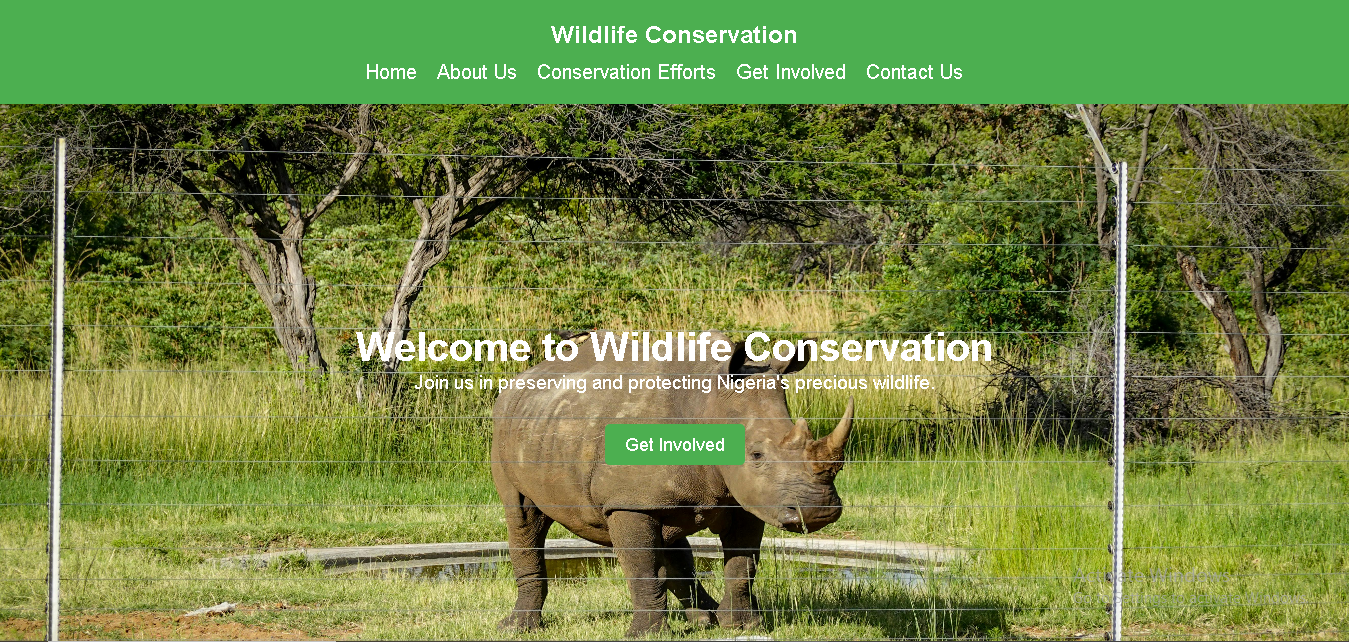 Wildlife Conservation
Home About Us Conservation Efforts Get Involved Contact Us
Welcome to Wildlife Conservation
Join us in preserving and protecting Nigeria's precious wildlife.
Get Involved